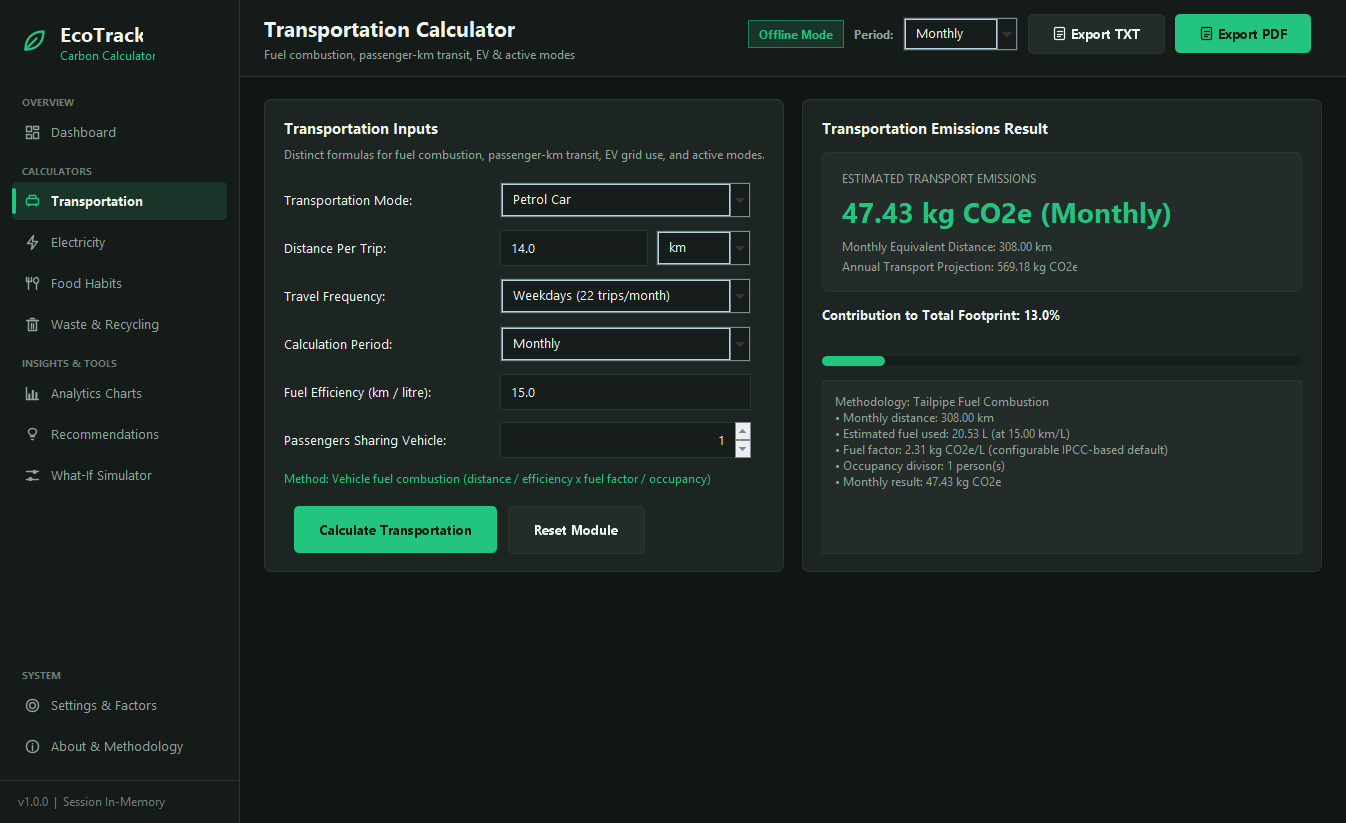 EcoTrack
Carbon Calculator
OVERVIEW
Dashboard
CALCULATORS
Transportation
Electricity
Food Habits
Waste & Recycling
INSIGHTS & TOOLS
Analytics Charts
Recommendations
What-If Simulator
SYSTEM
Settings & Factors
About & Methodology
v1.0.0 | Session In-Memory
Transportation Calculator
Fuel combustion, passenger-km transit, EV & active modes
Offline Mode
Period:
Monthly
Export TXT
Export PDF
Transportation Inputs
Distinct formulas for fuel combustion, passenger-km transit, EV grid use, and active modes.
Transportation Mode:
Petrol Car
Distance Per Trip:
14.0
km
Travel Frequency:
Weekdays (22 trips/month)
Calculation Period:
Monthly
Fuel Efficiency (km / litre):
15.0
Passengers Sharing Vehicle:
1
Method: Vehicle fuel combustion (distance / efficiency x fuel factor / occupancy)
Calculate Transportation
Reset Module
Transportation Emissions Result
ESTIMATED TRANSPORT EMISSIONS
47.43 kg CO2e (Monthly)
Monthly Equivalent Distance: 308.00 km
Annual Transport Projection: 569.18 kg CO2e
Contribution to Total Footprint: 13.0%
Methodology: Tailpipe Fuel Combustion
• Monthly distance: 308.00 km
• Estimated fuel used: 20.53 L (at 15.00 km/L)
• Fuel factor: 2.31 kg CO2e/L (configurable IPCC-based default)
• Occupancy divisor: 1 person(s)
• Monthly result: 47.43 kg CO2e